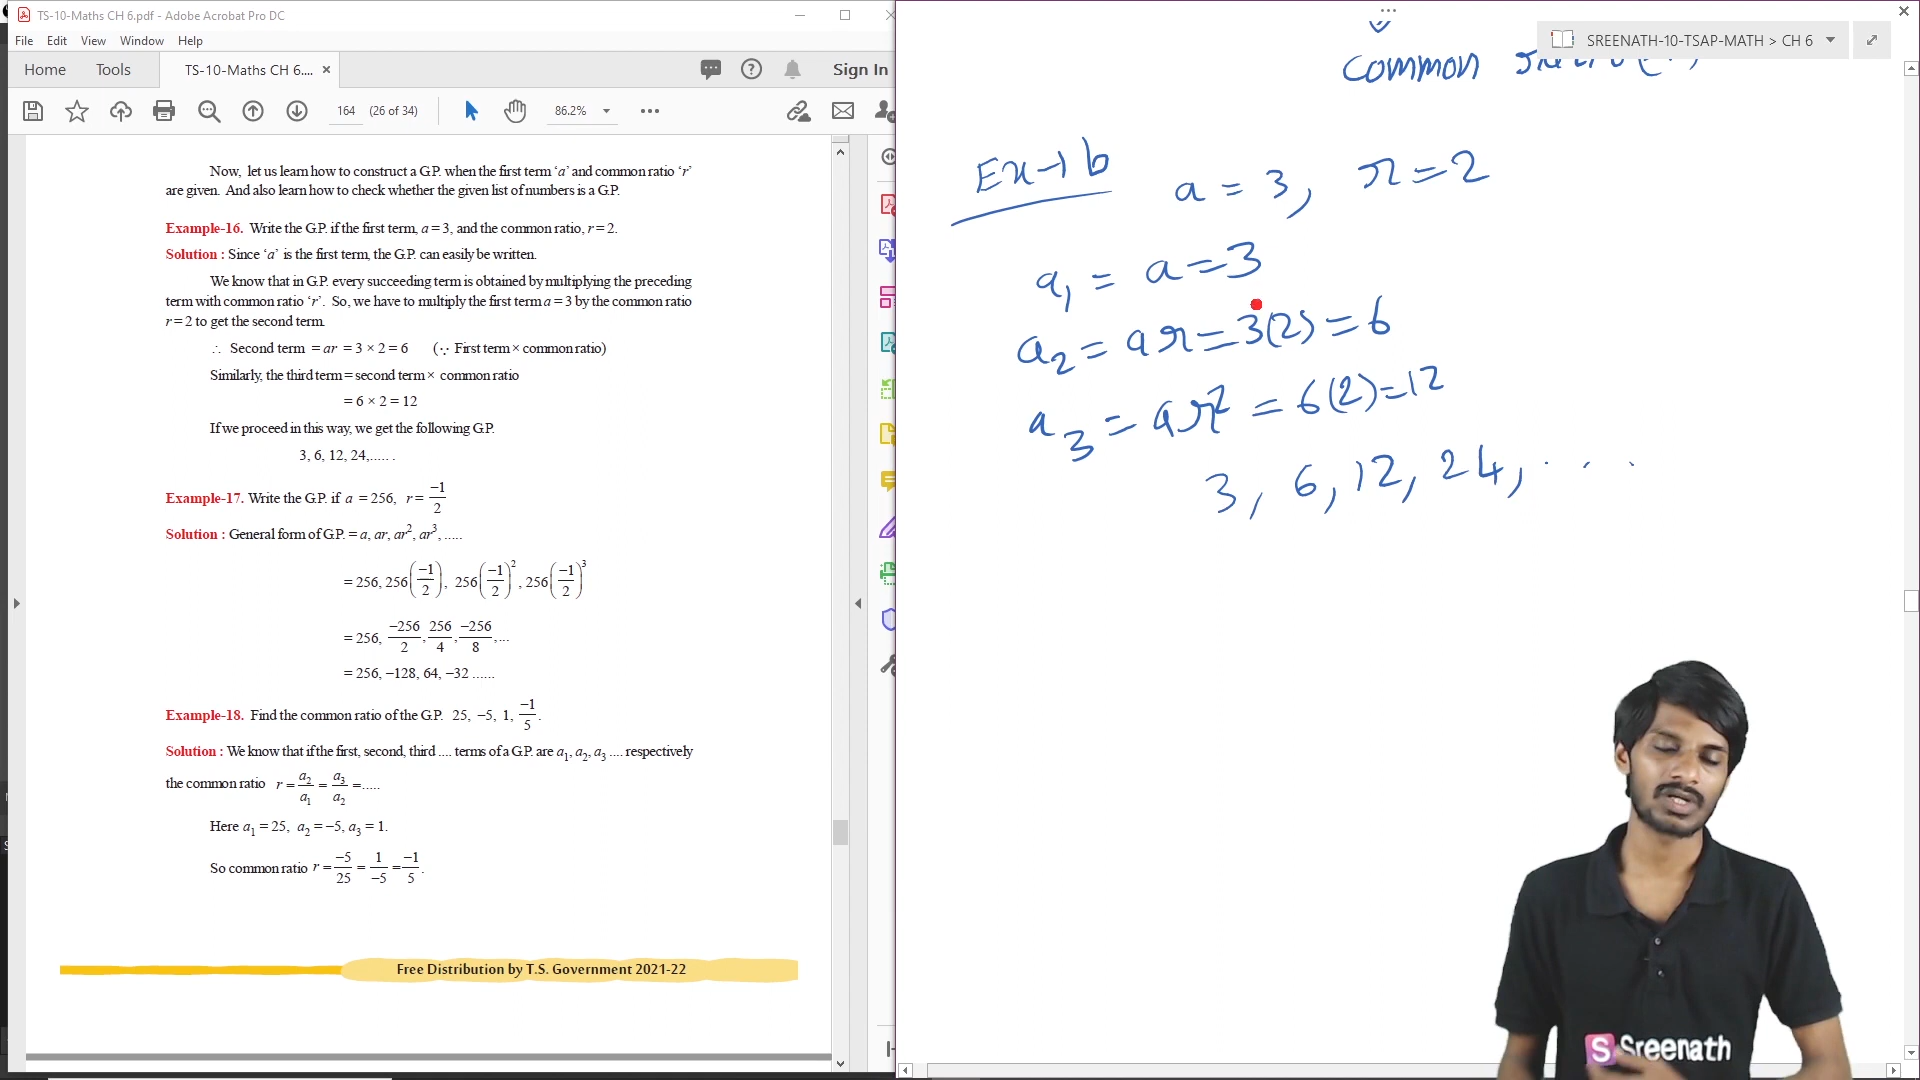 TS-10-Maths CH 6.pdf - Adobe Acrobat Pro DC
File Edit View Window Help
Home Tools TS-10-Maths CH 6.... × Sign In
164 (26 of 34) 86.2%
Now, let us learn how to construct a G.P. when the first term ‘a’ and common ratio ‘r’
are given. And also learn how to check whether the given list of numbers is a G.P.
Example-16. Write the G.P. if the first term, a = 3, and the common ratio, r = 2.
Solution : Since ‘a’ is the first term, the G.P. can easily be written.
We know that in G.P. every succeeding term is obtained by multiplying the preceding
term with common ratio ‘r’. So, we have to multiply the first term a = 3 by the common ratio
r = 2 to get the second term.
∴ Second term = ar = 3 × 2 = 6 (∵ First term × common ratio)
Similarly, the third term = second term × common ratio
= 6 × 2 = 12
If we proceed in this way, we get the following G.P.
3, 6, 12, 24,..... .
Example-17. Write the G.P. if a = 256, r = −1/2
Solution : General form of G.P. = a, ar, ar², ar³, .....
= 256, 256(−1/2), 256(−1/2)², 256(−1/2)³
= 256, −256/2, 256/4, −256/8, ...
= 256, −128, 64, −32 ......
Example-18. Find the common ratio of the G.P. 25, −5, 1, −1/5.
Solution : We know that if the first, second, third .... terms of a G.P. are a₁, a₂, a₃ .... respectively
the common ratio r = a₂/a₁ = a₃/a₂ = .....
Here a₁ = 25, a₂ = −5, a₃ = 1.
So common ratio r = −5/25 = 1/−5 = −1/5.
Free Distribution by T.S. Government 2021-22
SREENATH-10-TSAP-MATH > CH 6
Common
Ex→16 a = 3, r = 2
a₁ = a = 3
a₂ = ar = 3(2) = 6
a₃ = ar² = 6(2) = 12
3, 6, 12, 24, . . . .
S Sreenath